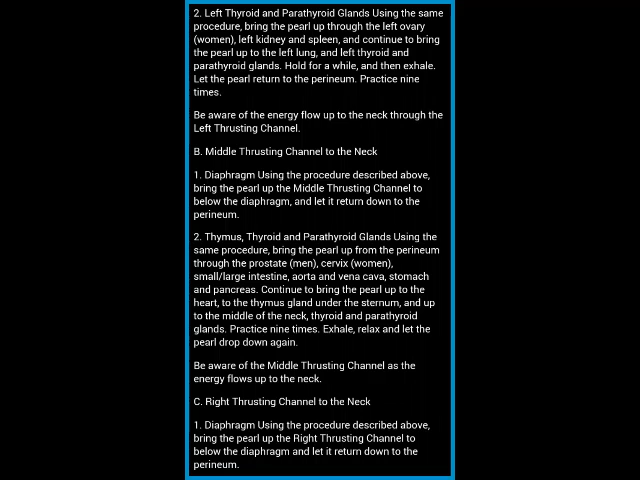 2. Left Thyroid and Parathyroid Glands Using the same
procedure, bring the pearl up through the left ovary
(women), left kidney and spleen, and continue to bring
the pearl up to the left lung, and left thyroid and
parathyroid glands. Hold for a while, and then exhale.
Let the pearl return to the perineum. Practice nine
times.
Be aware of the energy flow up to the neck through the
Left Thrusting Channel.
B. Middle Thrusting Channel to the Neck
1. Diaphragm Using the procedure described above,
bring the pearl up the Middle Thrusting Channel to
below the diaphragm, and let it return down to the
perineum.
2. Thymus, Thyroid and Parathyroid Glands Using the
same procedure, bring the pearl up from the perineum
through the prostate (men), cervix (women),
small/large intestine, aorta and vena cava, stomach
and pancreas. Continue to bring the pearl up to the
heart, to the thymus gland under the sternum, and up
to the middle of the neck, thyroid and parathyroid
glands. Practice nine times. Exhale, relax and let the
pearl drop down again.
Be aware of the Middle Thrusting Channel as the
energy flows up to the neck.
C. Right Thrusting Channel to the Neck
1. Diaphragm Using the procedure described above,
bring the pearl up the Right Thrusting Channel to
below the diaphragm and let it return down to the
perineum.